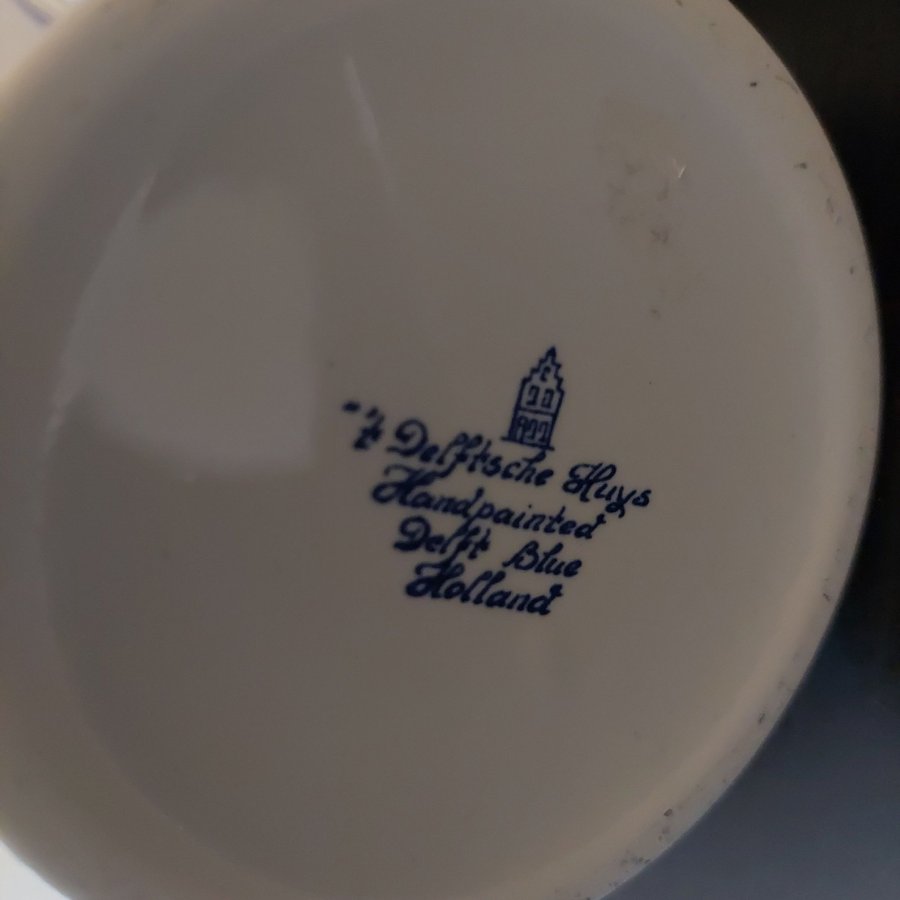 't Delftsche Huys
Handpainted
Delft Blue
Holland